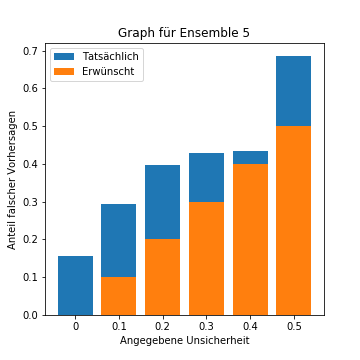 Graph für Ensemble 5
Tatsächlich
Erwünscht
Anteil falscher Vorhersagen
0.7
0.6
0.5
0.4
0.3
0.2
0.1
0.0
0 0.1 0.2 0.3 0.4 0.5
Angegebene Unsicherheit